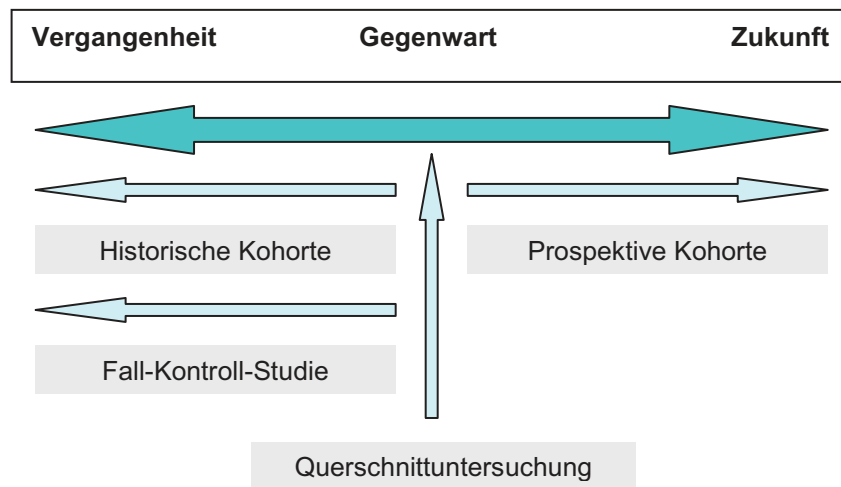 Vergangenheit Gegenwart Zukunft
Historische Kohorte Prospektive Kohorte
Fall-Kontroll-Studie
Querschnittuntersuchung